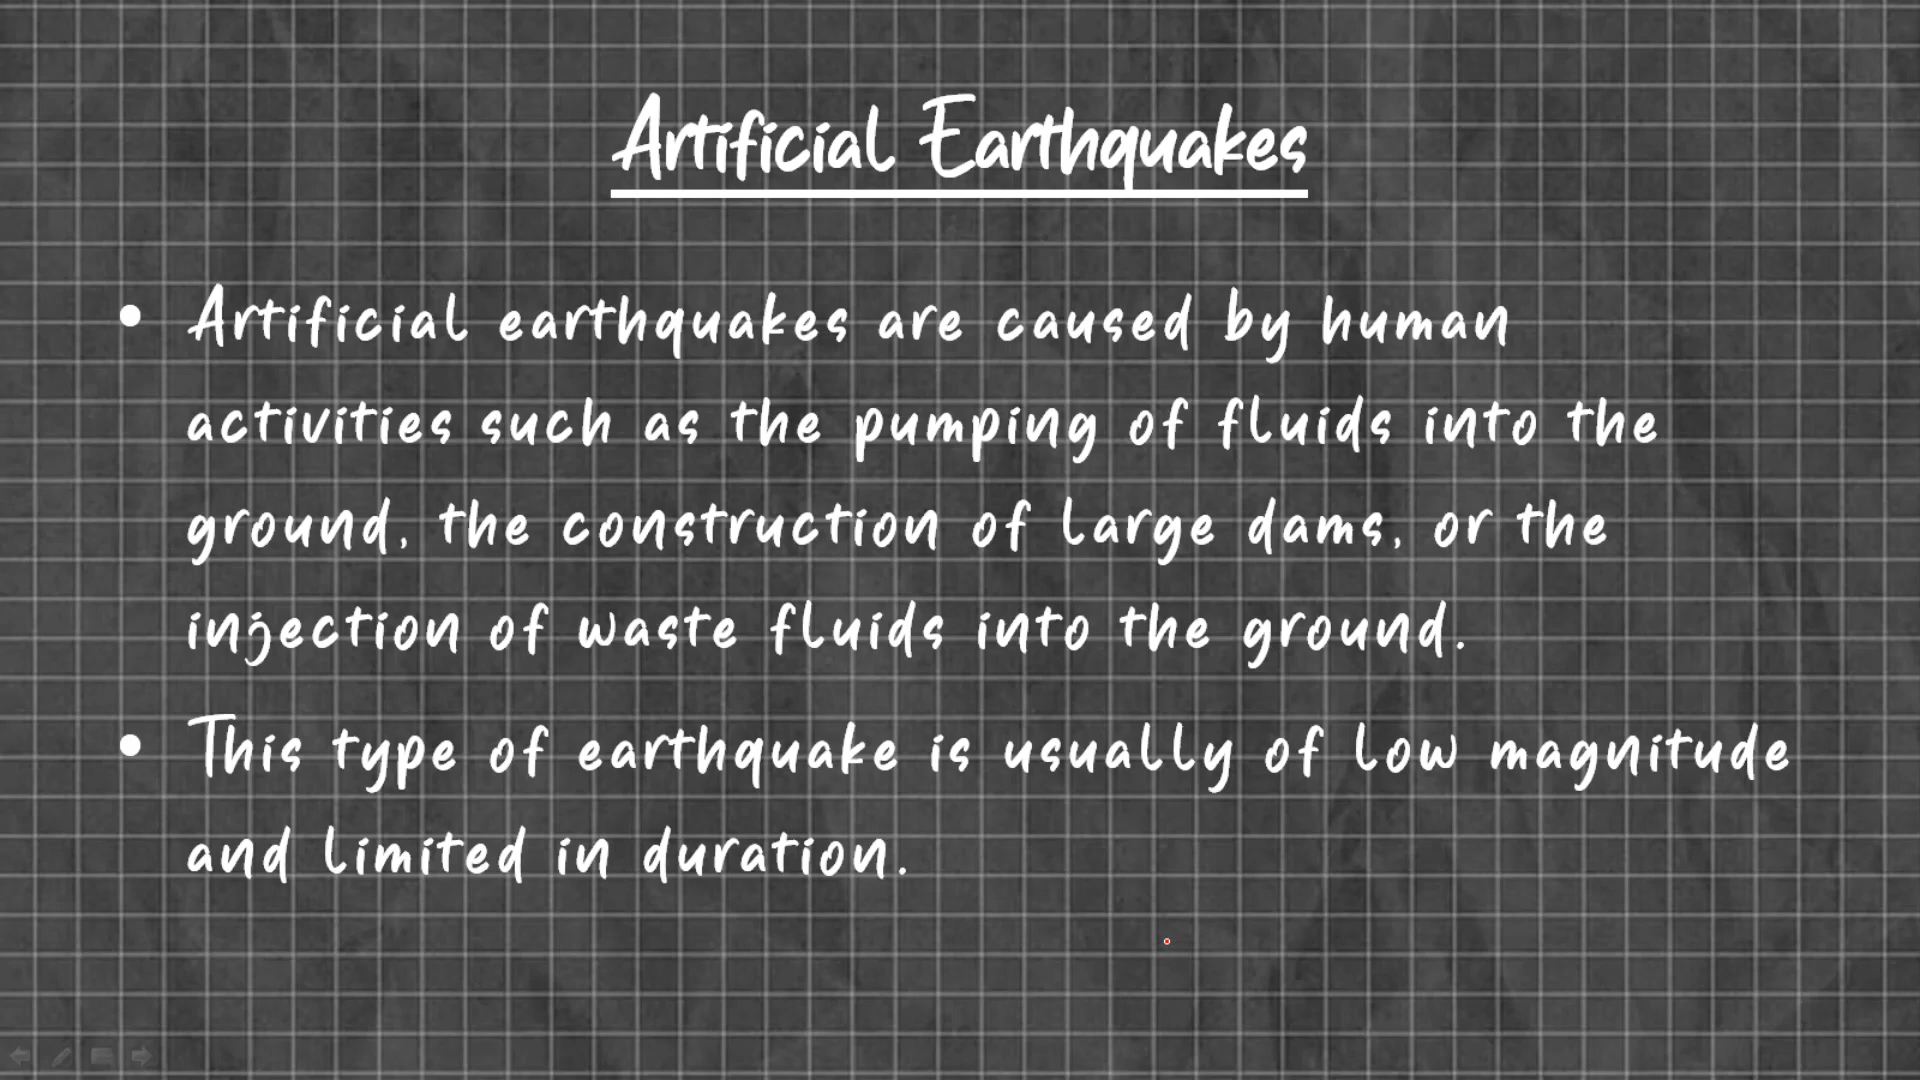 Artificial Earthquakes
• Artificial earthquakes are caused by human
activities such as the pumping of fluids into the
ground, the construction of large dams, or the
injection of waste fluids into the ground.
• This type of earthquake is usually of low magnitude
and limited in duration.